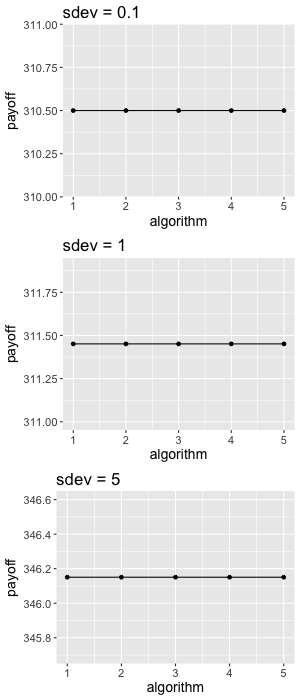 sdev = 0.1
311.00
310.75
310.50
310.25
310.00
payoff
1 2 3 4 5
algorithm
sdev = 1
311.75
311.50
311.25
311.00
payoff
1 2 3 4 5
algorithm
sdev = 5
346.6
346.4
346.2
346.0
345.8
payoff
1 2 3 4 5
algorithm